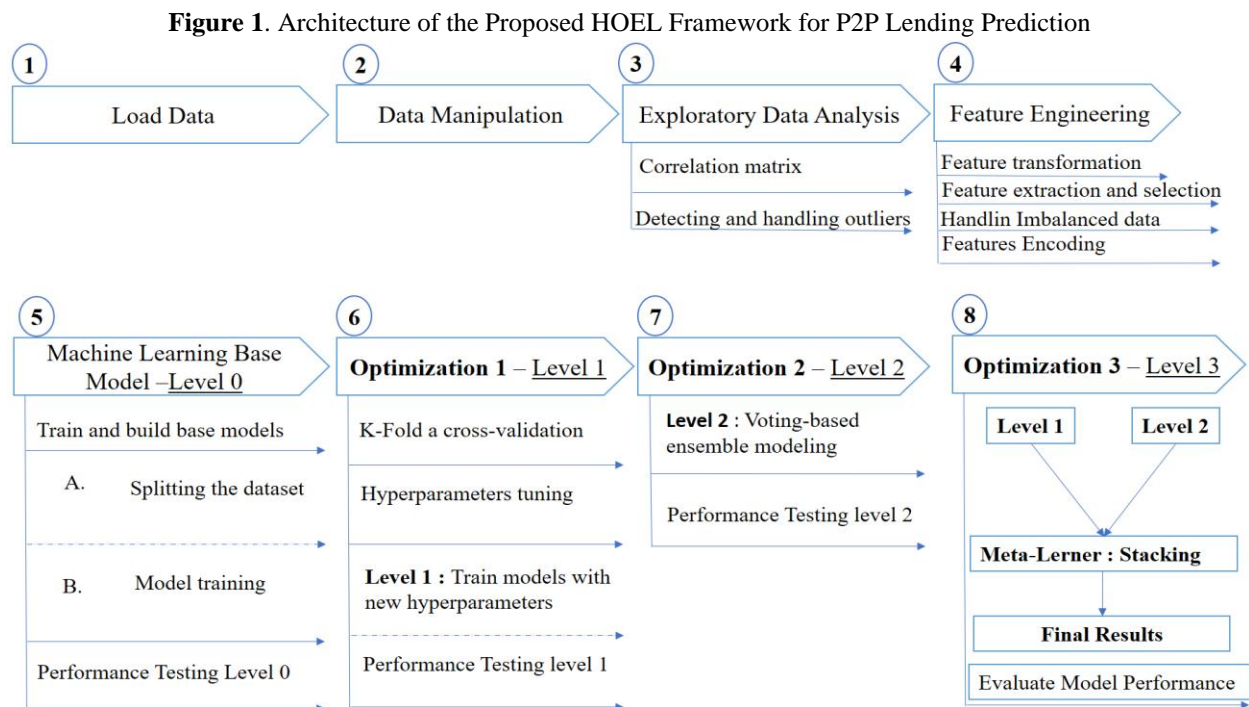 Figure 1. Architecture of the Proposed HOEL Framework for P2P Lending Prediction
1
Load Data
2
Data Manipulation
3
Exploratory Data Analysis
Correlation matrix
Detecting and handling outliers
4
Feature Engineering
Feature transformation
Feature extraction and selection
Handlin Imbalanced data
Features Encoding
5
Machine Learning Base
Model –Level 0
Train and build base models
A. Splitting the dataset
B. Model training
Performance Testing Level 0
6
Optimization 1 – Level 1
K-Fold a cross-validation
Hyperparameters tuning
Level 1 : Train models with
new hyperparameters
Performance Testing level 1
7
Optimization 2 – Level 2
Level 2 : Voting-based
ensemble modeling
Performance Testing level 2
8
Optimization 3 – Level 3
Level 1
Level 2
Meta-Lerner : Stacking
Final Results
Evaluate Model Performance